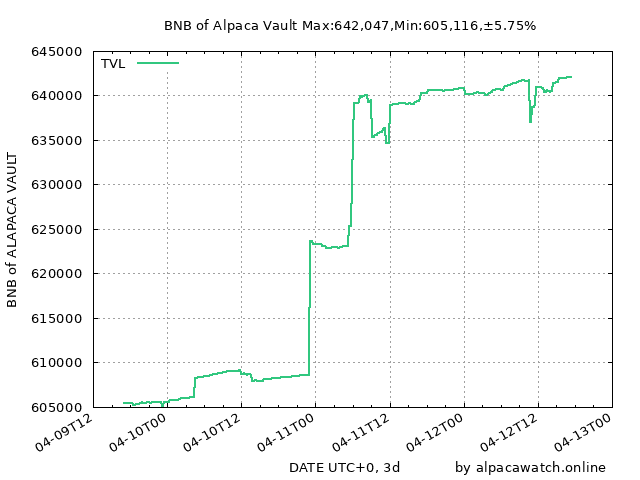 BNB of Alpaca Vault Max:642,047,Min:605,116,±5.75%
TVL
645000
640000
635000
630000
625000
620000
615000
610000
605000
BNB of ALAPACA VAULT
04-09T12
04-10T00
04-10T12
04-11T00
04-11T12
04-12T00
04-12T12
04-13T00
DATE UTC+0, 3d
by alpacawatch.online